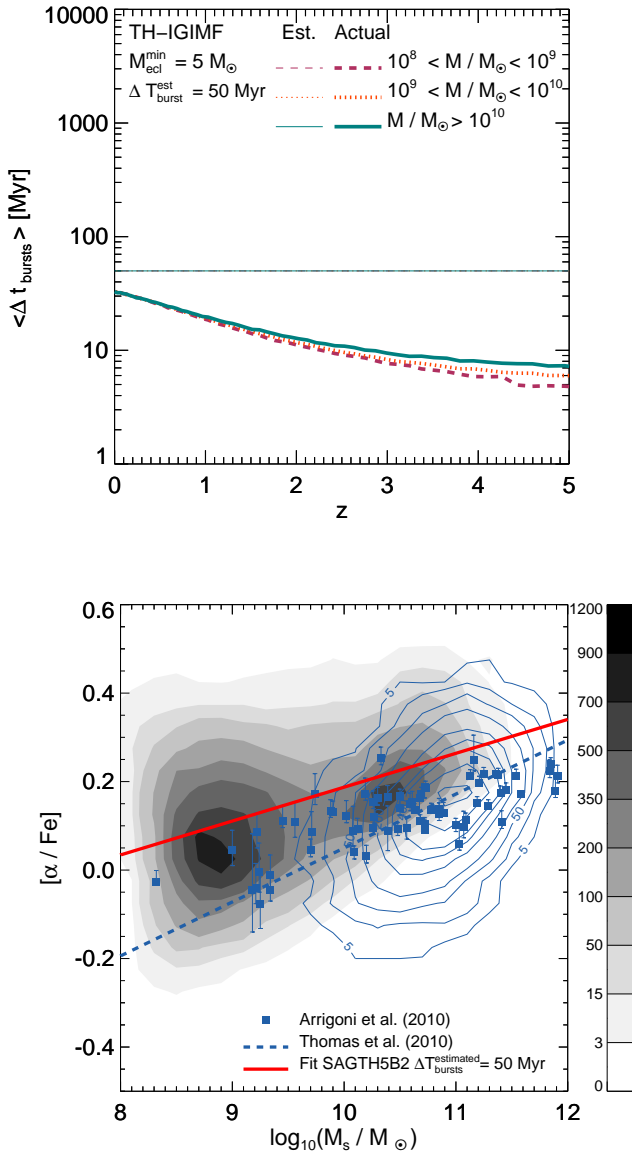 10000
1000
100
10
1
<Δ t_bursts> [Myr]
TH−IGIMF Est. Actual
M_ecl^min = 5 M_⊙ 10^8 < M / M_⊙ < 10^9
Δ T_burst^est = 50 Myr 10^9 < M / M_⊙ < 10^10
M / M_⊙ > 10^10
0 1 2 3 4 5
z
0.6
0.4
0.2
0.0
-0.2
-0.4
[α / Fe]
5
50
5
5
Arrigoni et al. (2010)
Thomas et al. (2010)
Fit SAGTH5B2 ΔT_bursts^estimated = 50 Myr
8 9 10 11 12
log_10(M_s / M_⊙)
1200
900
700
500
350
200
100
50
15
3
0